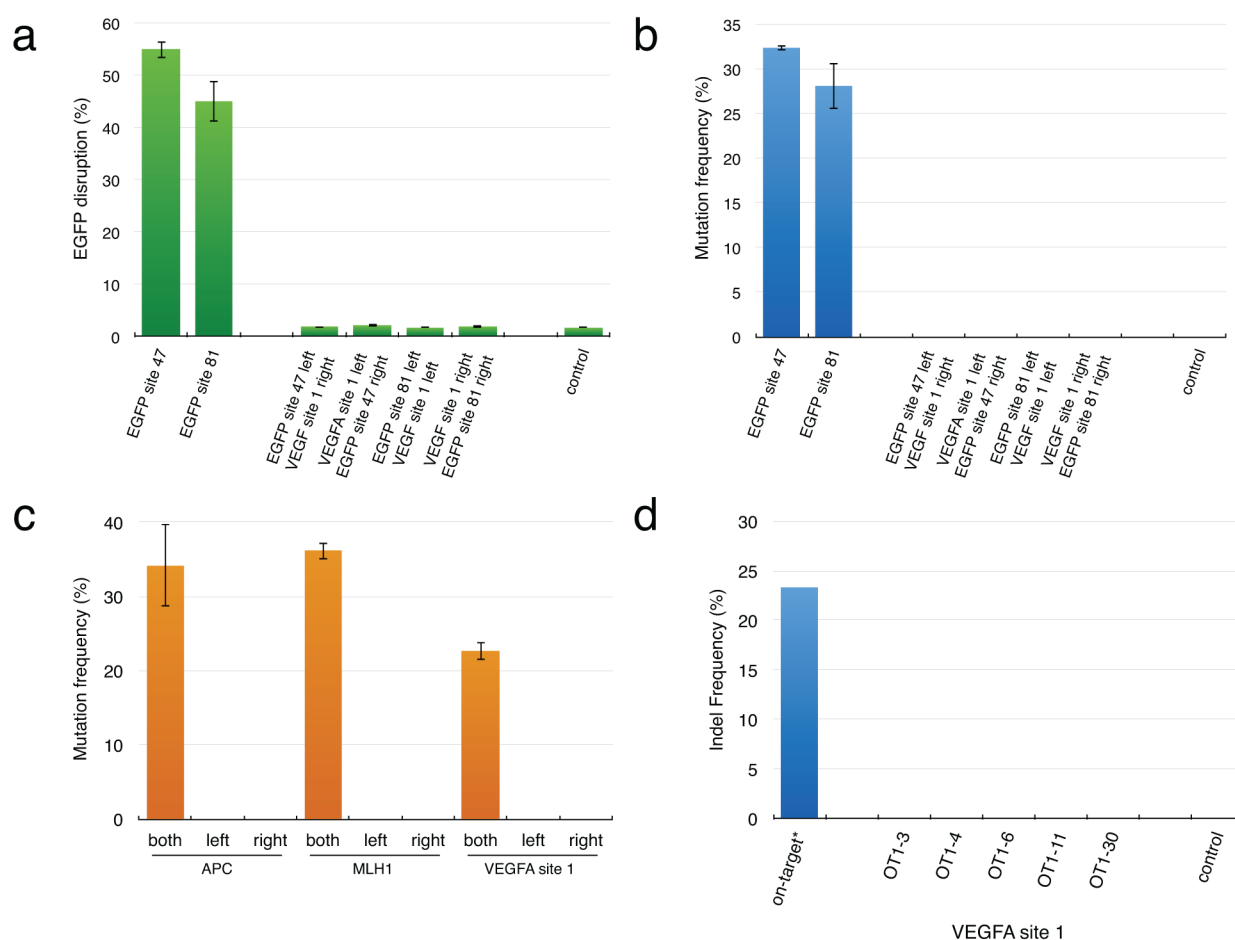 a
60
50
40
30
20
10
0
EGFP disruption (%)
EGFP site 47
EGFP site 81
EGFP site 47 left
VEGF site 1 right
VEGFA site 1 left
EGFP site 47 right
EGFP site 81 left
VEGF site 1 left
VEGF site 1 right
EGFP site 81 right
control
b
35
30
25
20
15
10
5
0
Mutation frequency (%)
EGFP site 47
EGFP site 81
EGFP site 47 left
VEGF site 1 right
VEGFA site 1 left
EGFP site 47 right
EGFP site 81 left
VEGF site 1 left
VEGF site 1 right
EGFP site 81 right
control
c
40
30
20
10
0
Mutation frequency (%)
both left right both left right both left right
APC MLH1 VEGFA site 1
d
30
25
20
15
10
5
0
Indel Frequency (%)
on-target*
OT1-3
OT1-4
OT1-6
OT1-11
OT1-30
control
VEGFA site 1